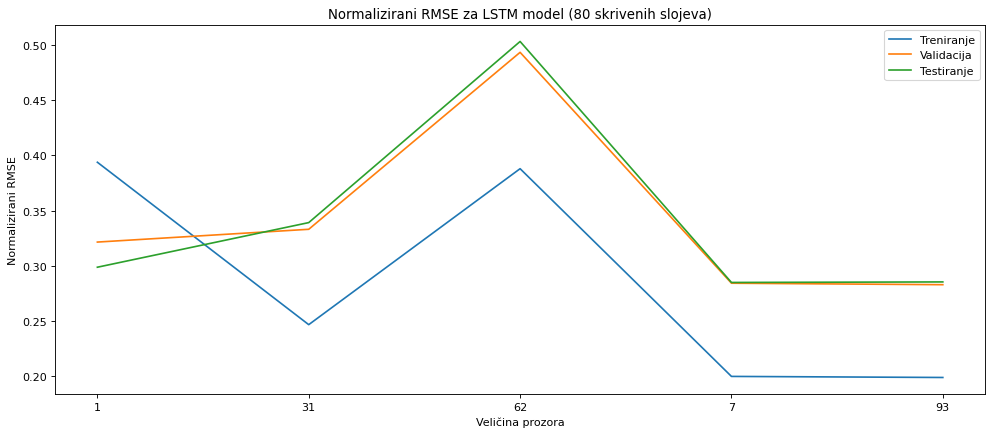 Normalizirani RMSE za LSTM model (80 skrivenih slojeva)
Treniranje
Validacija
Testiranje
Normalizirani RMSE
0.50
0.45
0.40
0.35
0.30
0.25
0.20
1 31 62 7 93
Veličina prozora